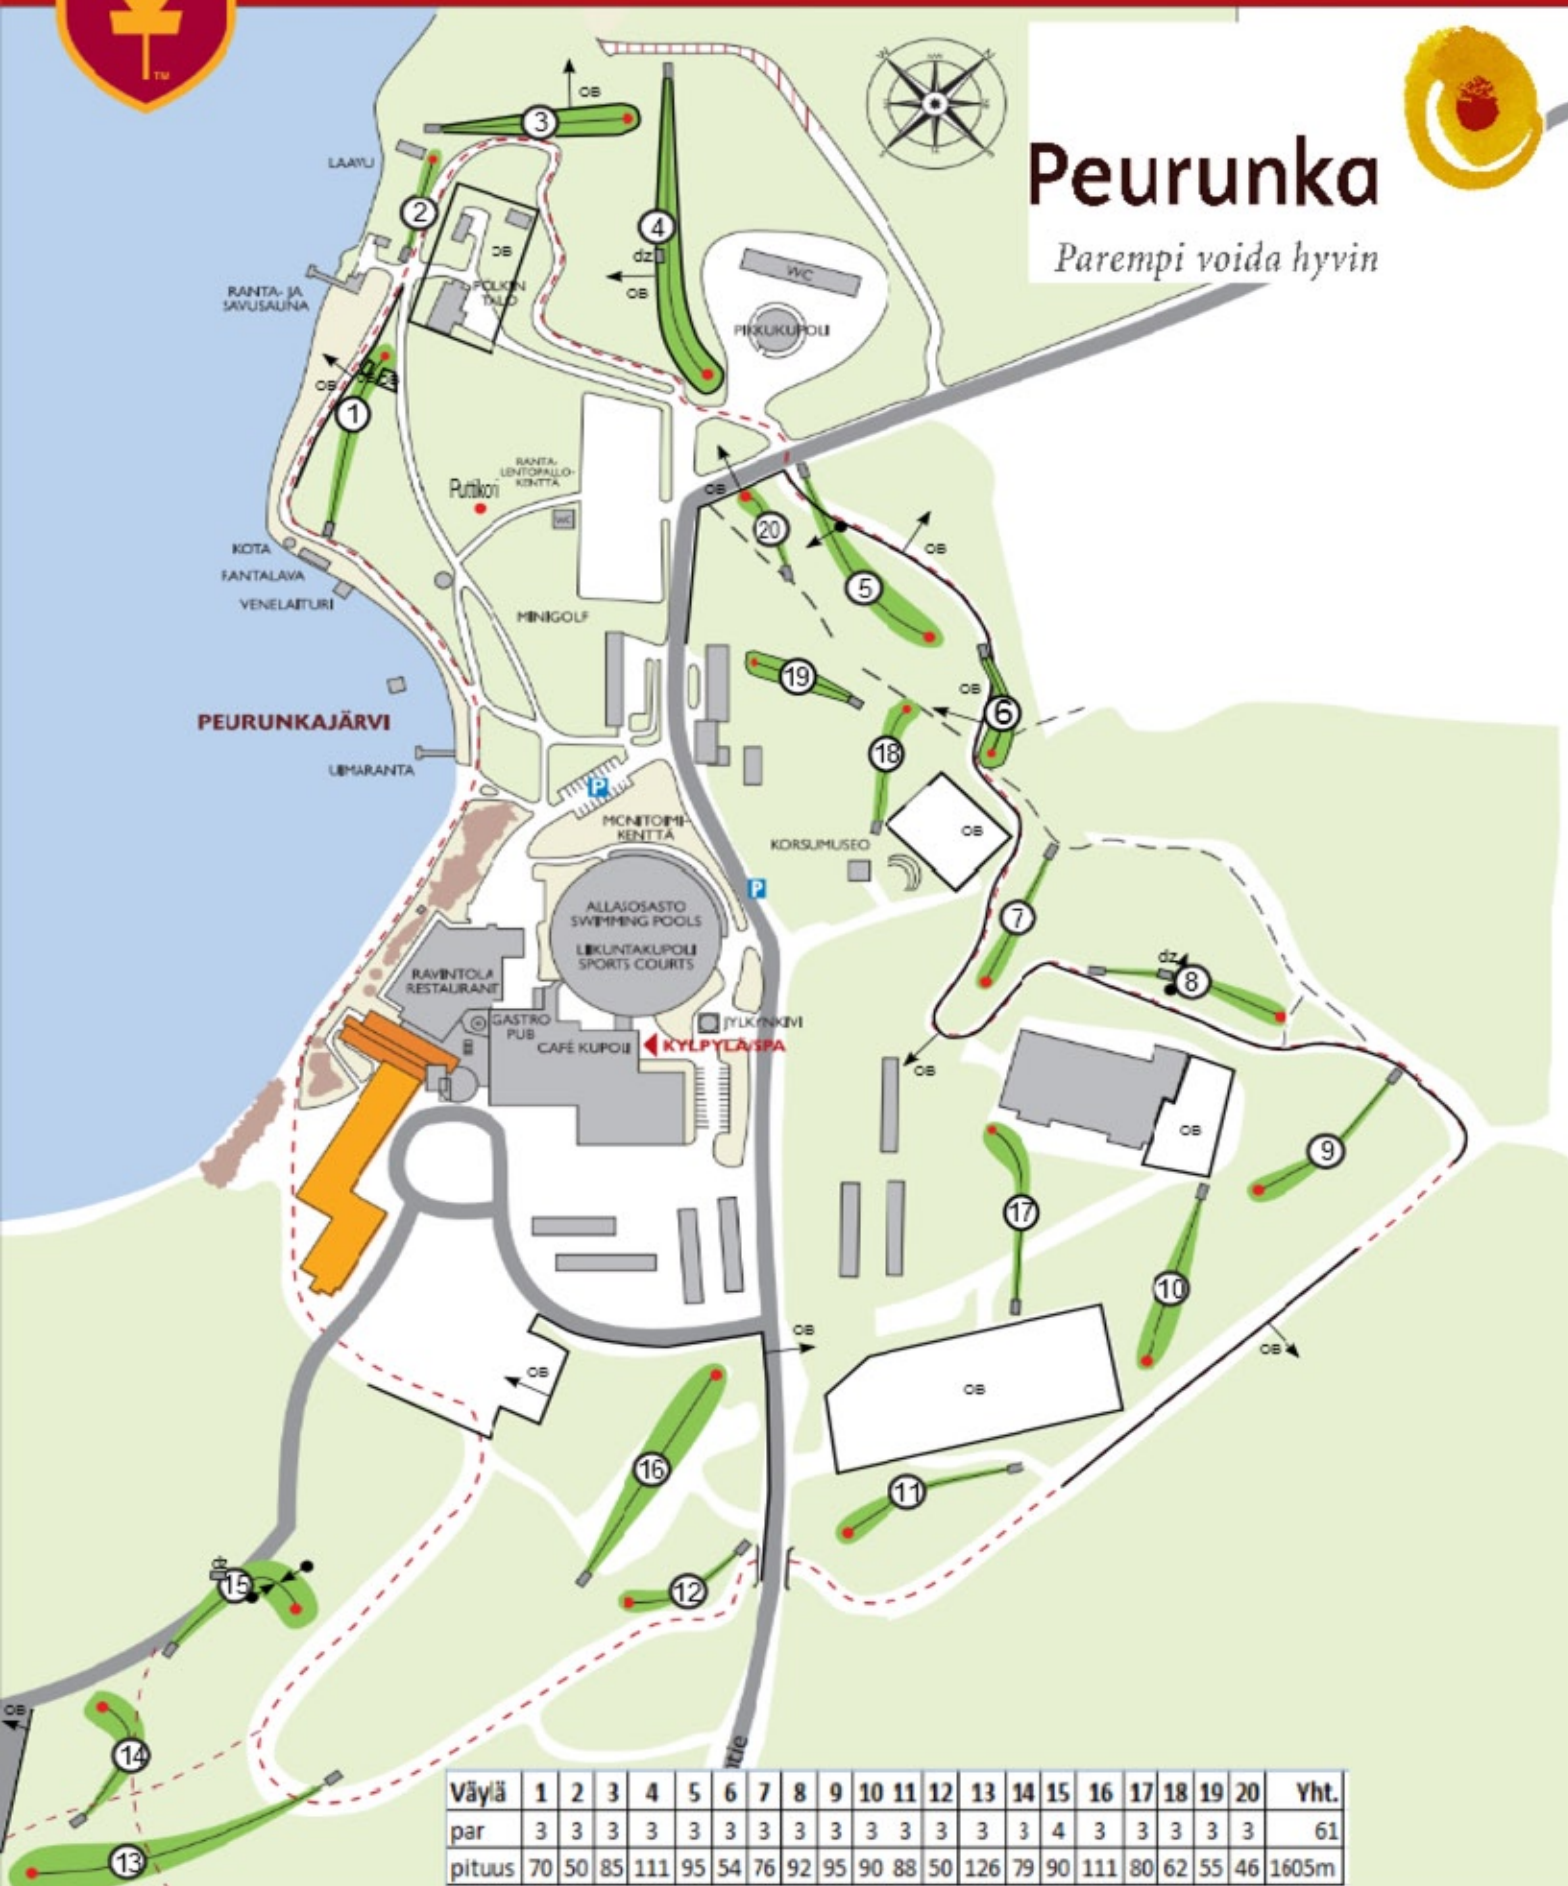 TM
Peurunka
Parempi voida hyvin
3
OB
LAAVU
2
4
dz
OB
OB
WC
RANTA- JA
SAVUSAUNA
POLKIN
TALO
PIKKUKUPOLI
OB
1
RANTA-
LENTOPALLO-
KENTTÄ
Puttikori
OB
20
WC
OB
KOTA
5
VENELAITURI
MINIGOLF
19
OB
6
PEURUNKAJÄRVI
18
UIMARANTA
P
MONITOIMI-
KENTTÄ
OB
KORSUMUSEO
P
ALLASOSASTO
SWIMMING POOLS
7
LIIKUNTAKUPOLI
SPORTS COURTS
dz
8
RAVINTOLA
RESTAURANT
GASTRO
PUB
JYLKYNKIVI
CAFÉ KUPOLI
KYLPYLÄ/SPA
OB
OB
9
17
10
OB
OB
OB
OB
16
11
dz
15
12
OB
14
tie
13
Väylä 1 2 3 4 5 6 7 8 9 10 11 12 13 14 15 16 17 18 19 20 Yht.
par 3 3 3 3 3 3 3 3 3 3 3 3 3 3 4 3 3 3 3 3 61
pituus 70 50 85 111 95 54 76 92 95 90 88 50 126 79 90 111 80 62 55 46 1605m